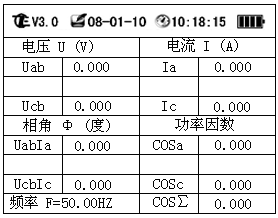 V3.0 08-01-10 10:18:15
电压 U (V) 电流 I (A)
Uab 0.000 Ia 0.000
Ucb 0.000 Ic 0.000
相角 Φ (度) 功率因数
UabIa 0.000 COSa 0.000
UcbIc 0.000 COSc 0.000
频率 F=50.00HZ COSΣ 0.000